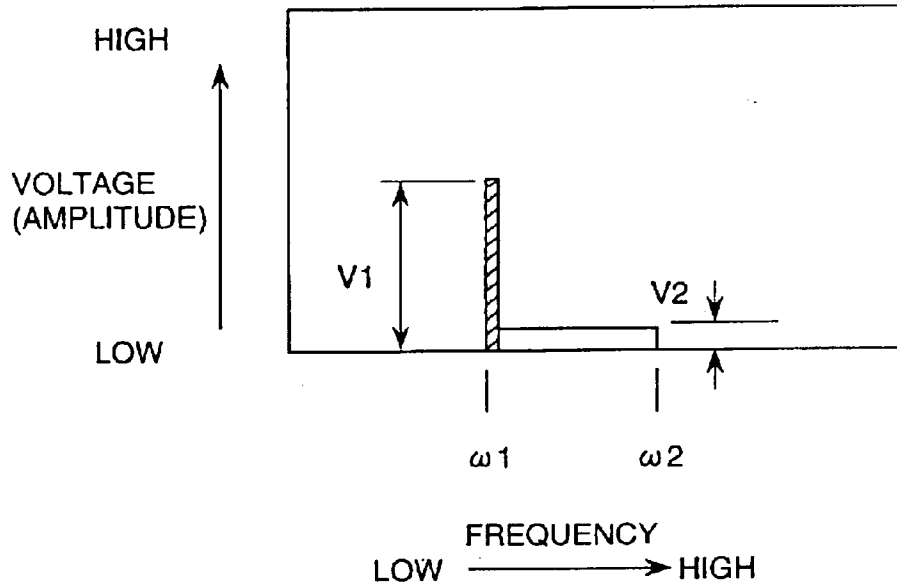 HIGH
VOLTAGE
(AMPLITUDE)
V1
V2
LOW
ω1
ω2
FREQUENCY
LOW
HIGH